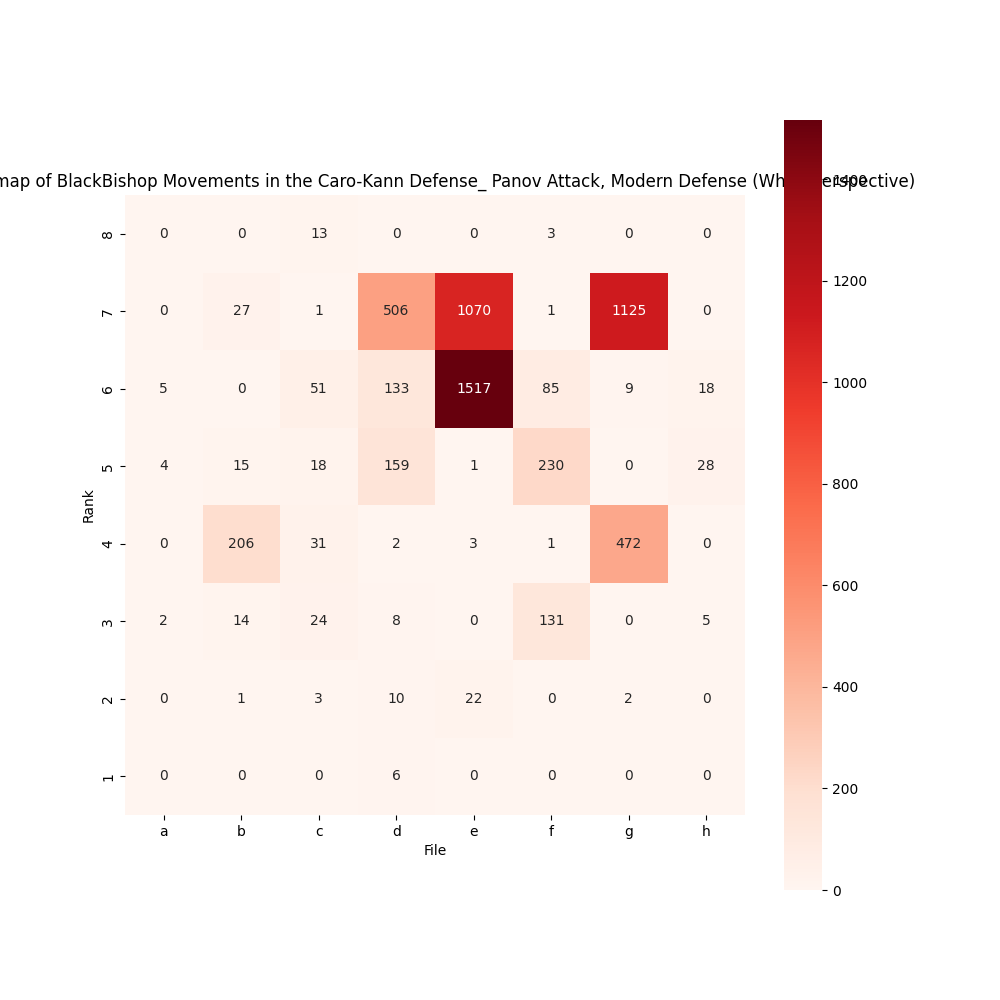 map of BlackBishop Movements in the Caro-Kann Defense_ Panov Attack, Modern Defense (Wh erspective)
1400
8 0 0 13 0 0 3 0 0
7 0 27 1 506 1070 1 1125 0
1200
6 5 0 51 133 1517 85 9 18
1000
5 4 15 18 159 1 230 0 28
800
Rank
4 0 206 31 2 3 1 472 0
600
3 2 14 24 8 0 131 0 5
400
2 0 1 3 10 22 0 2 0
200
1 0 0 0 6 0 0 0 0
a b c d e f g h
File
0